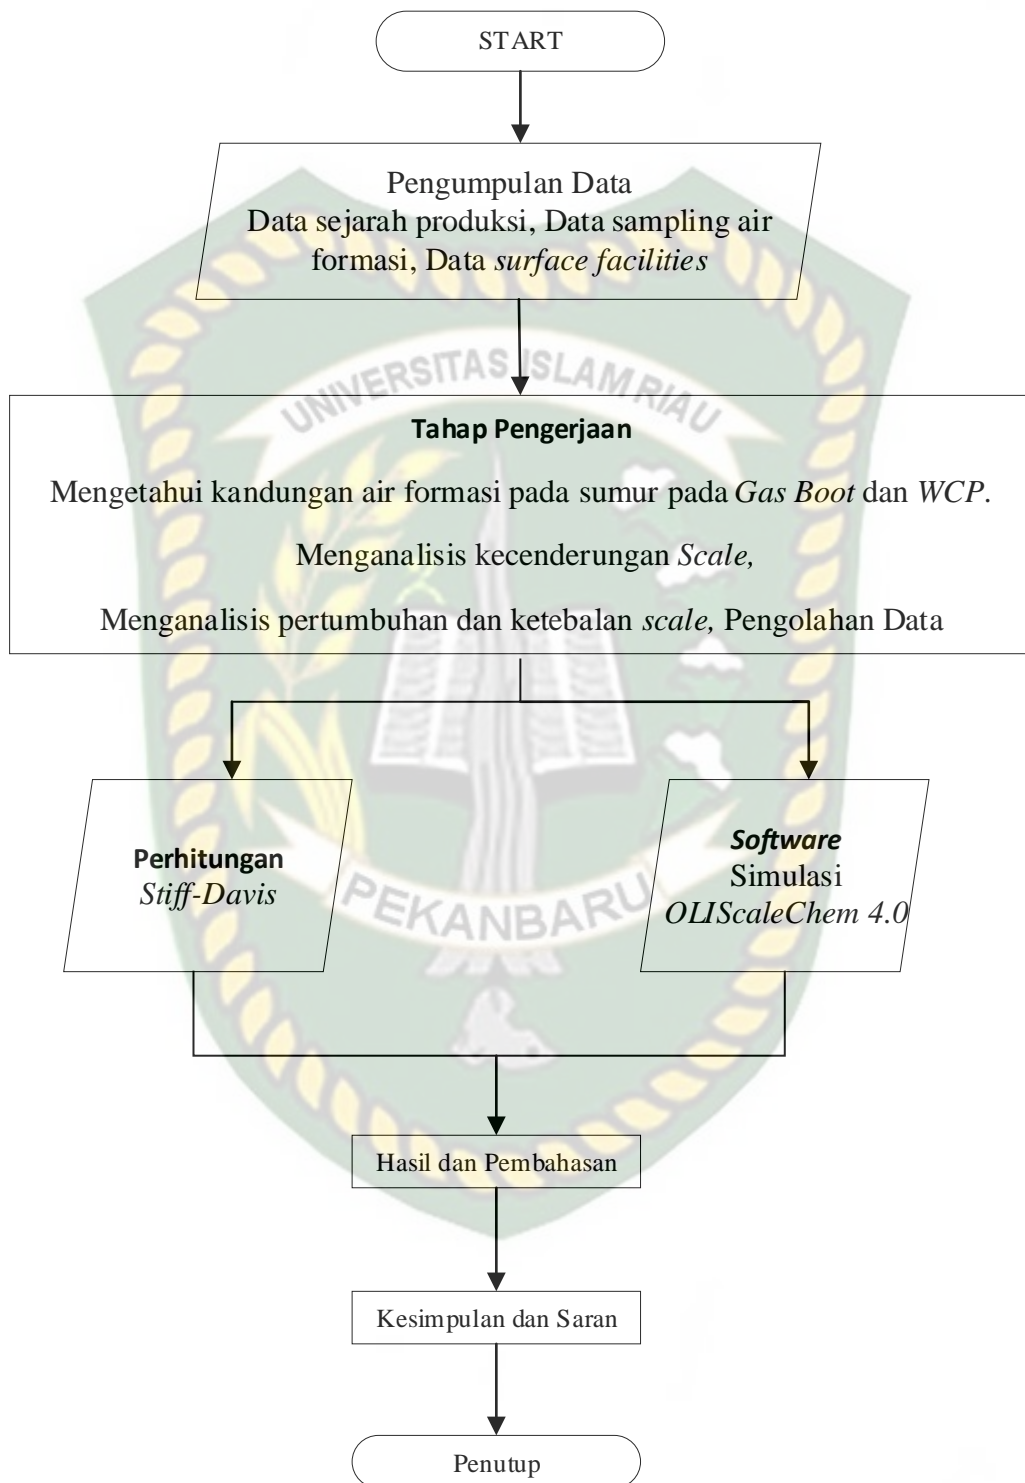 START
Pengumpulan Data
Data sejarah produksi, Data sampling air
formasi, Data surface facilities
UNIVERSITAS ISLAM RIAU
Tahap Pengerjaan
Mengetahui kandungan air formasi pada sumur pada Gas Boot dan WCP.
Menganalisis kecenderungan Scale,
Menganalisis pertumbuhan dan ketebalan scale, Pengolahan Data
Perhitungan
Stiff-Davis
Software
Simulasi
OLIScaleChem 4.0
PEKANBARU
Hasil dan Pembahasan
Kesimpulan dan Saran
Penutup